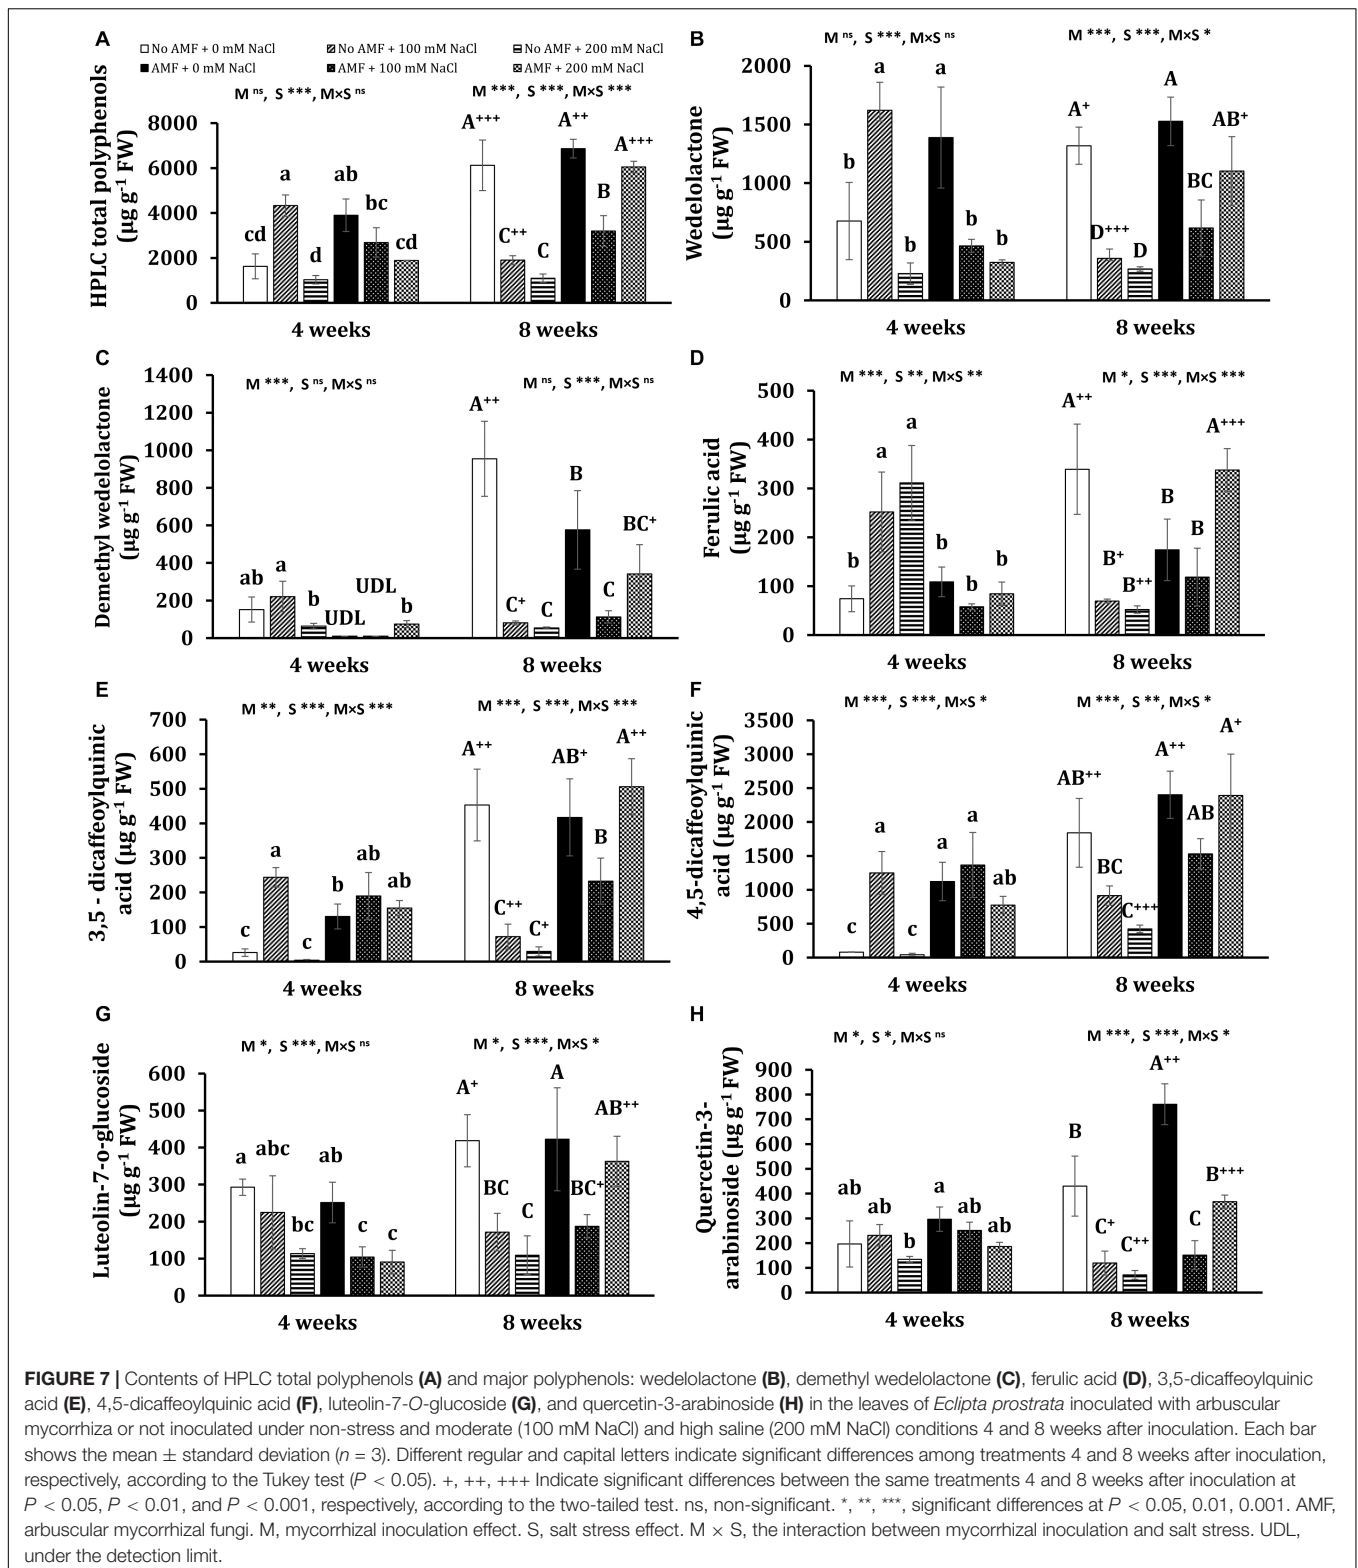 A
No AMF + 0 mM NaCl No AMF + 100 mM NaCl No AMF + 200 mM NaCl
AMF + 0 mM NaCl AMF + 100 mM NaCl AMF + 200 mM NaCl
M ns, S ***, M×S ns M ***, S ***, M×S ***
HPLC total polyphenols
(µg g-1 FW)
8000
6000
4000
2000
0
cd a d ab bc cd A+++ C++ C A++ B A+++
4 weeks 8 weeks
B
M ns, S ***, M×S ns M ***, S ***, M×S *
Wedelolactone
(µg g-1 FW)
2000
1500
1000
500
0
b a b a b b A+ D+++ D A BC AB+
4 weeks 8 weeks
C
M ***, S ns, M×S ns M ns, S ***, M×S ns
Demethyl wedelolactone
(µg g-1 FW)
1400
1200
1000
800
600
400
200
0
ab a b UDL UDL b A++ C+ C B C BC+
4 weeks 8 weeks
D
M ***, S **, M×S ** M *, S ***, M×S ***
Ferulic acid
(µg g-1 FW)
500
400
300
200
100
0
b a a b b b A++ B+ B++ B B A+++
4 weeks 8 weeks
E
M **, S ***, M×S *** M ***, S ***, M×S ***
3,5 - dicaffeoylquinic
acid (µg g-1 FW)
700
600
500
400
300
200
100
0
c a c b ab ab A++ C++ C+ AB+ B A++
4 weeks 8 weeks
F
M ***, S ***, M×S * M ***, S **, M×S *
4,5-dicaffeoylquinic
acid (µg g-1 FW)
3500
3000
2500
2000
1500
1000
500
0
c a c a a ab AB++ BC C+++ A++ AB A+
4 weeks 8 weeks
G
M *, S ***, M×S ns M *, S ***, M×S *
Luteolin-7-o-glucoside
(µg g-1 FW)
600
500
400
300
200
100
0
a abc bc ab c c A+ BC C A BC+ AB++
4 weeks 8 weeks
H
M *, S *, M×S ns M ***, S ***, M×S *
Quercetin-3-
arabinoside (µg g-1 FW)
900
800
700
600
500
400
300
200
100
0
ab ab b a ab ab B C+ C++ A++ C B+++
4 weeks 8 weeks
FIGURE 7 | Contents of HPLC total polyphenols (A) and major polyphenols: wedelolactone (B), demethyl wedelolactone (C), ferulic acid (D), 3,5-dicaffeoylquinic
acid (E), 4,5-dicaffeoylquinic acid (F), luteolin-7-O-glucoside (G), and quercetin-3-arabinoside (H) in the leaves of Eclipta prostrata inoculated with arbuscular
mycorrhiza or not inoculated under non-stress and moderate (100 mM NaCl) and high saline (200 mM NaCl) conditions 4 and 8 weeks after inoculation. Each bar
shows the mean ± standard deviation (n = 3). Different regular and capital letters indicate significant differences among treatments 4 and 8 weeks after inoculation,
respectively, according to the Tukey test (P < 0.05). +, ++, +++ Indicate significant differences between the same treatments 4 and 8 weeks after inoculation at
P < 0.05, P < 0.01, and P < 0.001, respectively, according to the two-tailed test. ns, non-significant. *, **, ***, significant differences at P < 0.05, 0.01, 0.001. AMF,
arbuscular mycorrhizal fungi. M, mycorrhizal inoculation effect. S, salt stress effect. M × S, the interaction between mycorrhizal inoculation and salt stress. UDL,
under the detection limit.